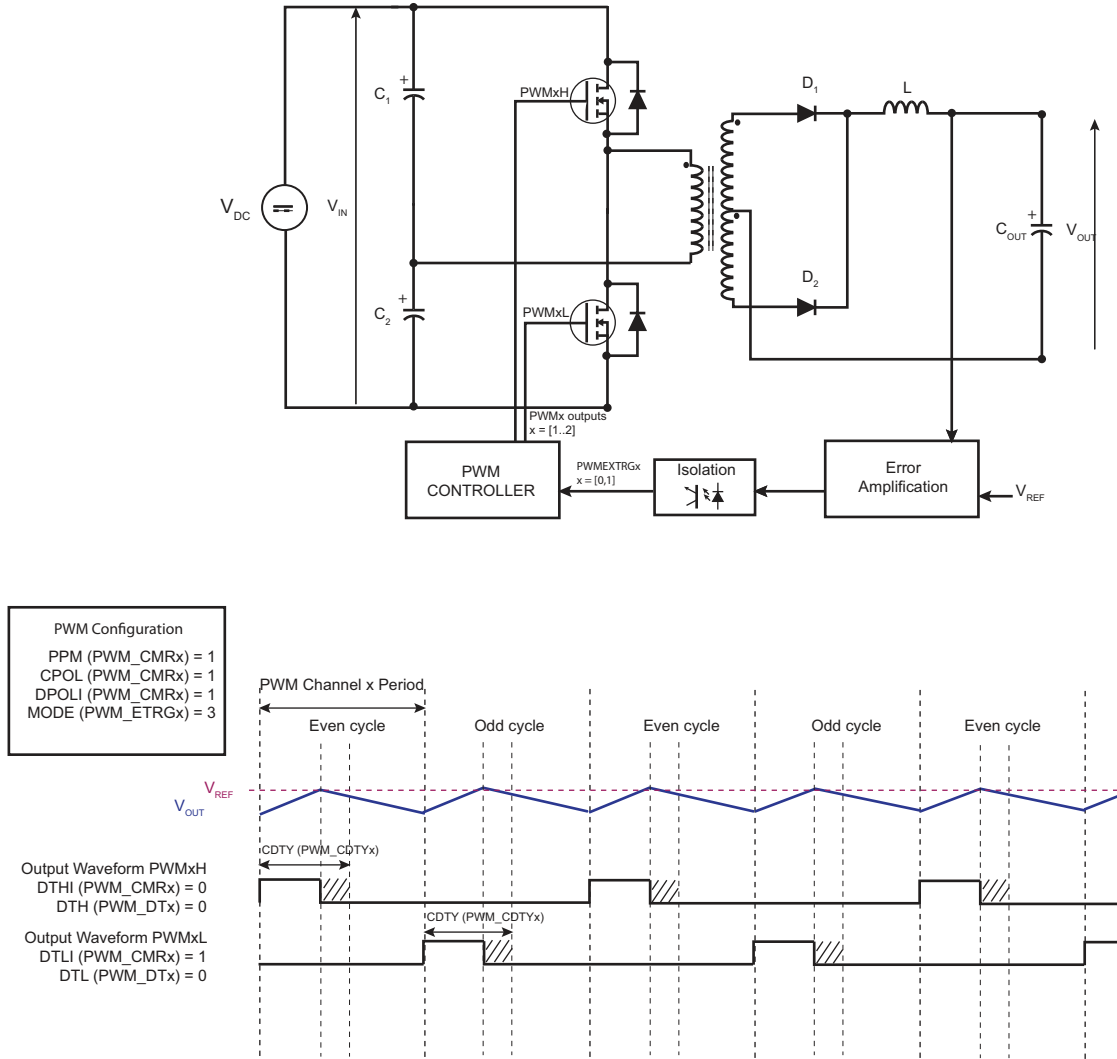 PWMxH
D1
L
+
C1
VDC
VIN
+
COUT
VOUT
+
C2
D2
PWMxL
PWMx outputs
x = [1..2]
PWM
CONTROLLER
PWMEXTRGx
x = [0,1]
Isolation
Error
Amplification
VREF
PWM Configuration
PPM (PWM_CMRx) = 1
CPOL (PWM_CMRx) = 1
DPOLI (PWM_CMRx) = 1
MODE (PWM_ETRGx) = 3
PWM Channel x Period
Even cycle
Odd cycle
Even cycle
Odd cycle
Even cycle
VREF
VOUT
CDTY (PWM_CDTYx)
Output Waveform PWMxH
DTHI (PWM_CMRx) = 0
DTH (PWM_DTx) = 0
CDTY (PWM_CDTYx)
Output Waveform PWMxL
DTLI (PWM_CMRx) = 1
DTL (PWM_DTx) = 0